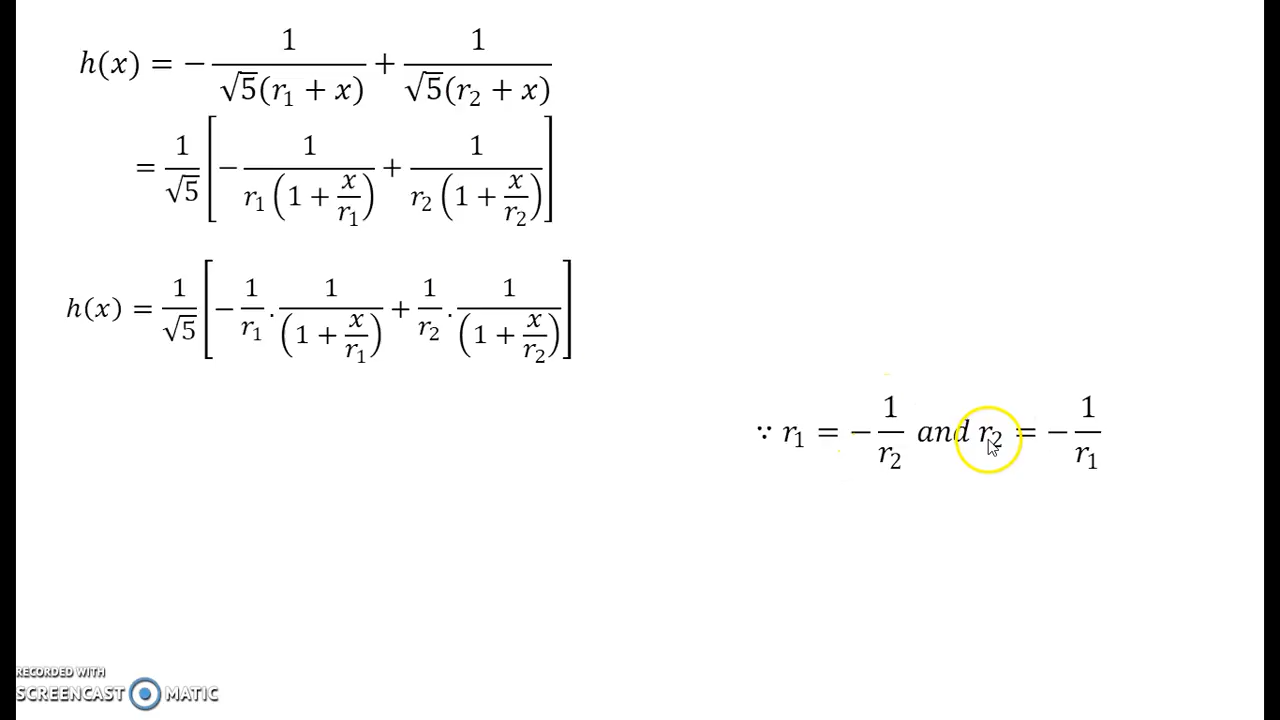 h(x) = − 1/(√5(r₁ + x)) + 1/(√5(r₂ + x))
= 1/√5 [− 1/(r₁(1 + x/r₁)) + 1/(r₂(1 + x/r₂))]
h(x) = 1/√5 [− 1/r₁ . 1/((1 + x/r₁)) + 1/r₂ . 1/((1 + x/r₂))]
∵ r₁ = − 1/r₂ and r₂ = − 1/r₁
RECORDED WITH
SCREENCAST MATIC